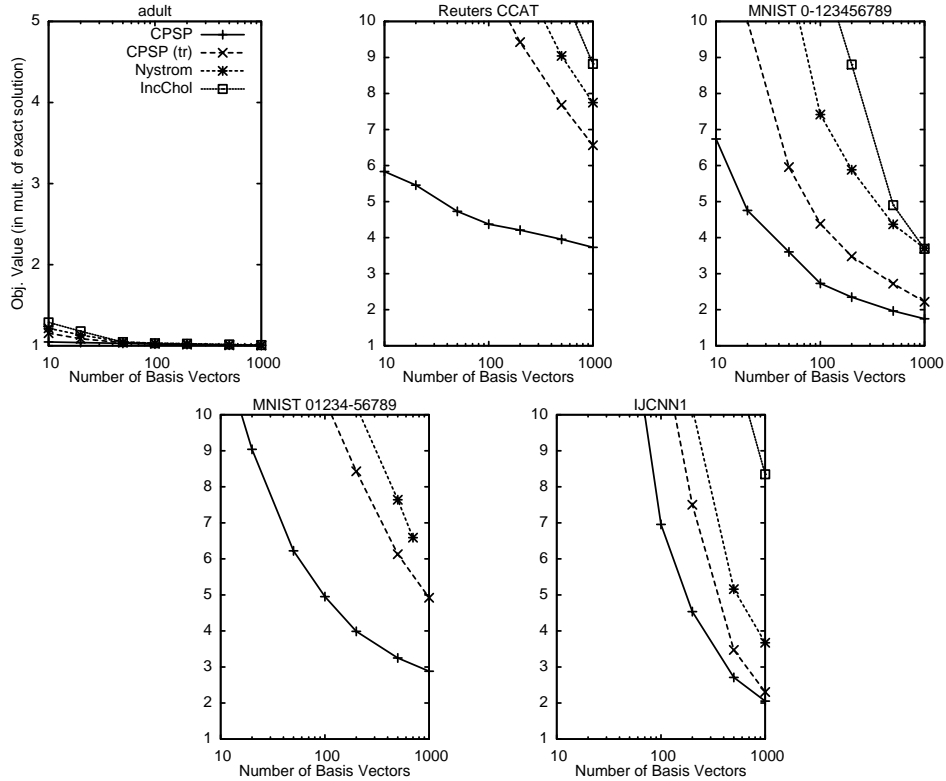 adult
Obj. Value (in mult. of exact solution)
5
4
3
2
1
CPSP
CPSP (tr)
Nystrom
IncChol
10 100 1000
Number of Basis Vectors
Reuters CCAT
10
9
8
7
6
5
4
3
2
1
10 100 1000
Number of Basis Vectors
MNIST 0-123456789
10
9
8
7
6
5
4
3
2
1
10 100 1000
Number of Basis Vectors
MNIST 01234-56789
10
9
8
7
6
5
4
3
2
1
10 100 1000
Number of Basis Vectors
IJCNN1
10
9
8
7
6
5
4
3
2
1
10 100 1000
Number of Basis Vectors